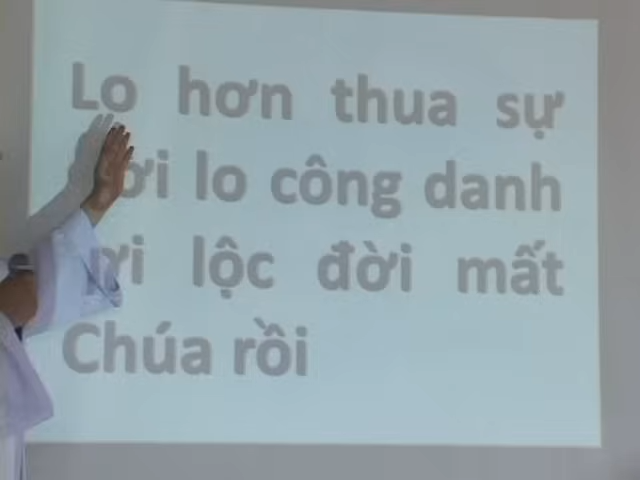 Lo hơn thua sự
lo công danh
lộc đời mất
Chúa rồi